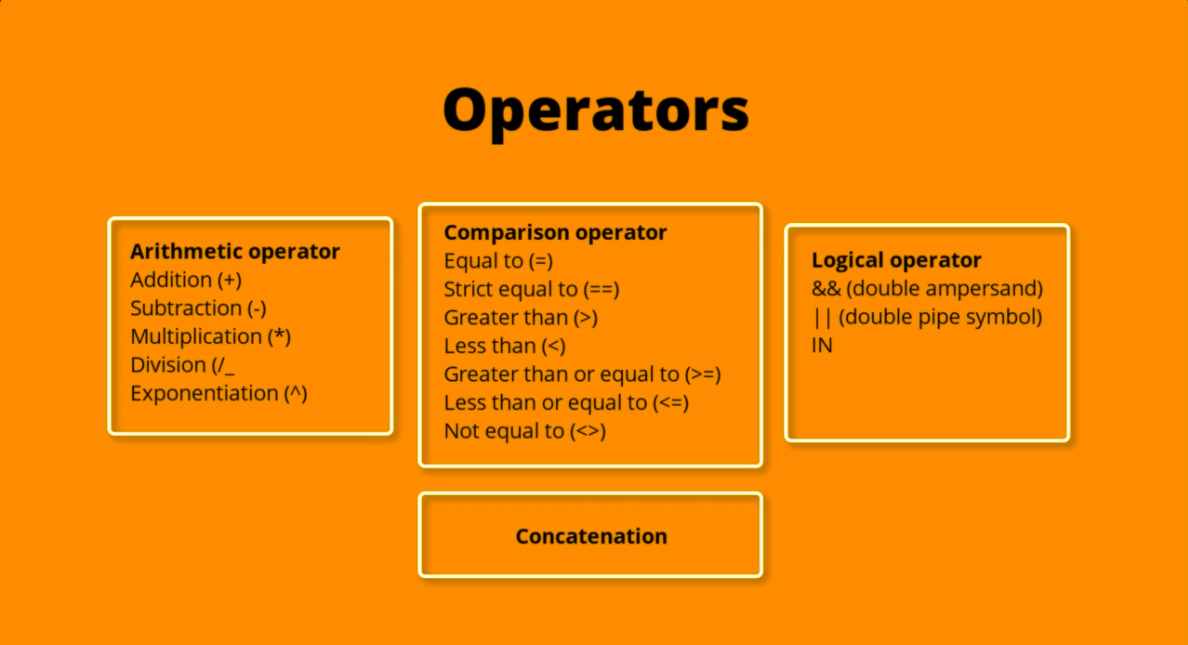 Operators
Arithmetic operator
Addition (+)
Subtraction (-)
Multiplication (*)
Division (/_
Exponentiation (^)
Comparison operator
Equal to (=)
Strict equal to (==)
Greater than (>)
Less than (<)
Greater than or equal to (>=)
Less than or equal to (<=)
Not equal to (<>)
Logical operator
&& (double ampersand)
|| (double pipe symbol)
IN
Concatenation